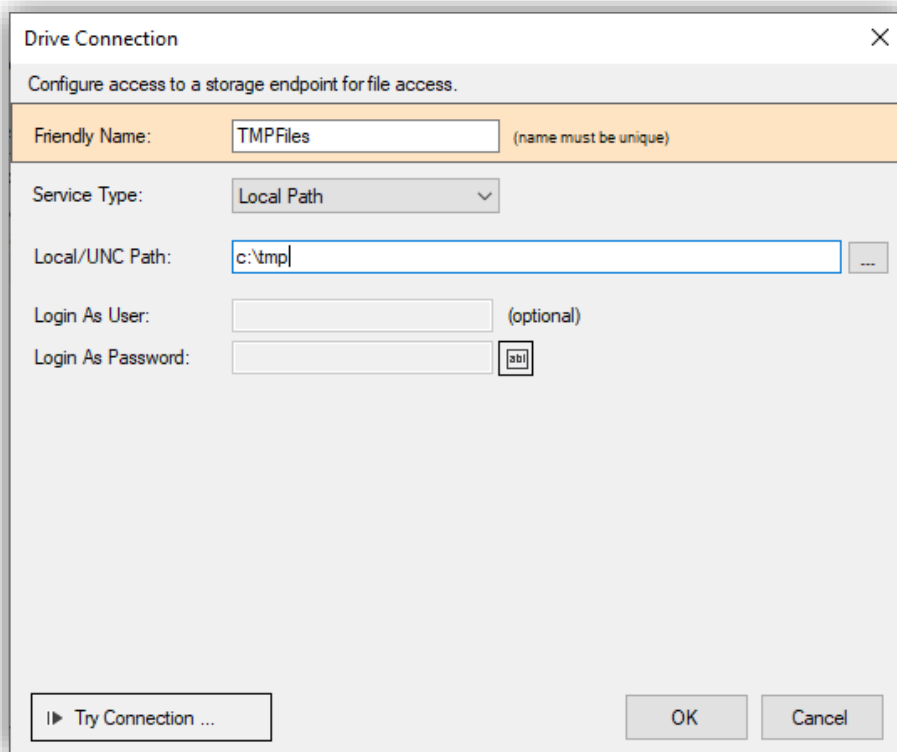 Drive Connection
Configure access to a storage endpoint for file access.
Friendly Name: TMPFiles (name must be unique)
Service Type: Local Path
Local/UNC Path: c:\tmp ...
Login As User: (optional)
Login As Password: abl
Try Connection ... OK Cancel